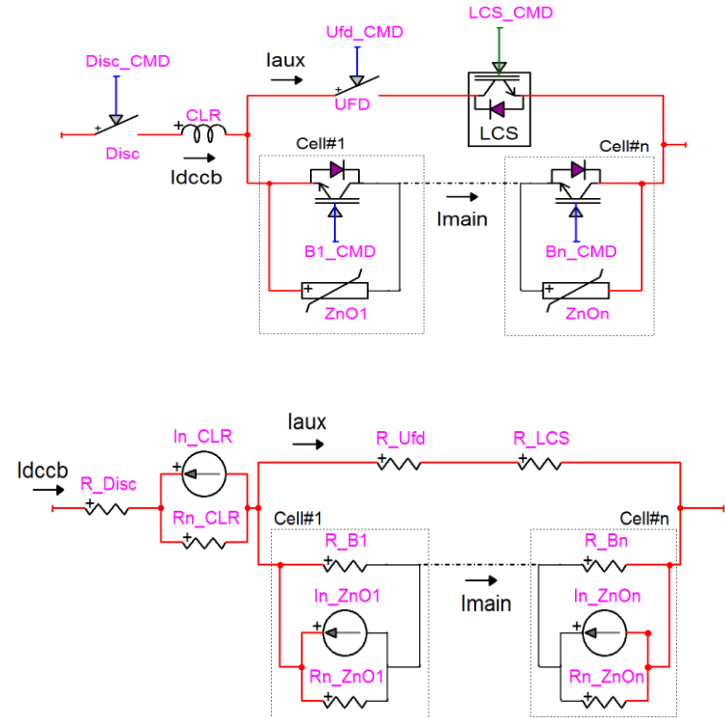 LCS_CMD
Ufd_CMD
Disc_CMD
Iaux
CLR
UFD
LCS
Disc
Cell#1
Cell#n
Idccb
Imain
B1_CMD
Bn_CMD
ZnO1
ZnOn
In_CLR
Iaux
R_Ufd
R_LCS
Idccb
R_Disc
Rn_CLR
Cell#1
Cell#n
R_B1
R_Bn
In_ZnO1
Imain
In_ZnOn
Rn_ZnO1
Rn_ZnOn